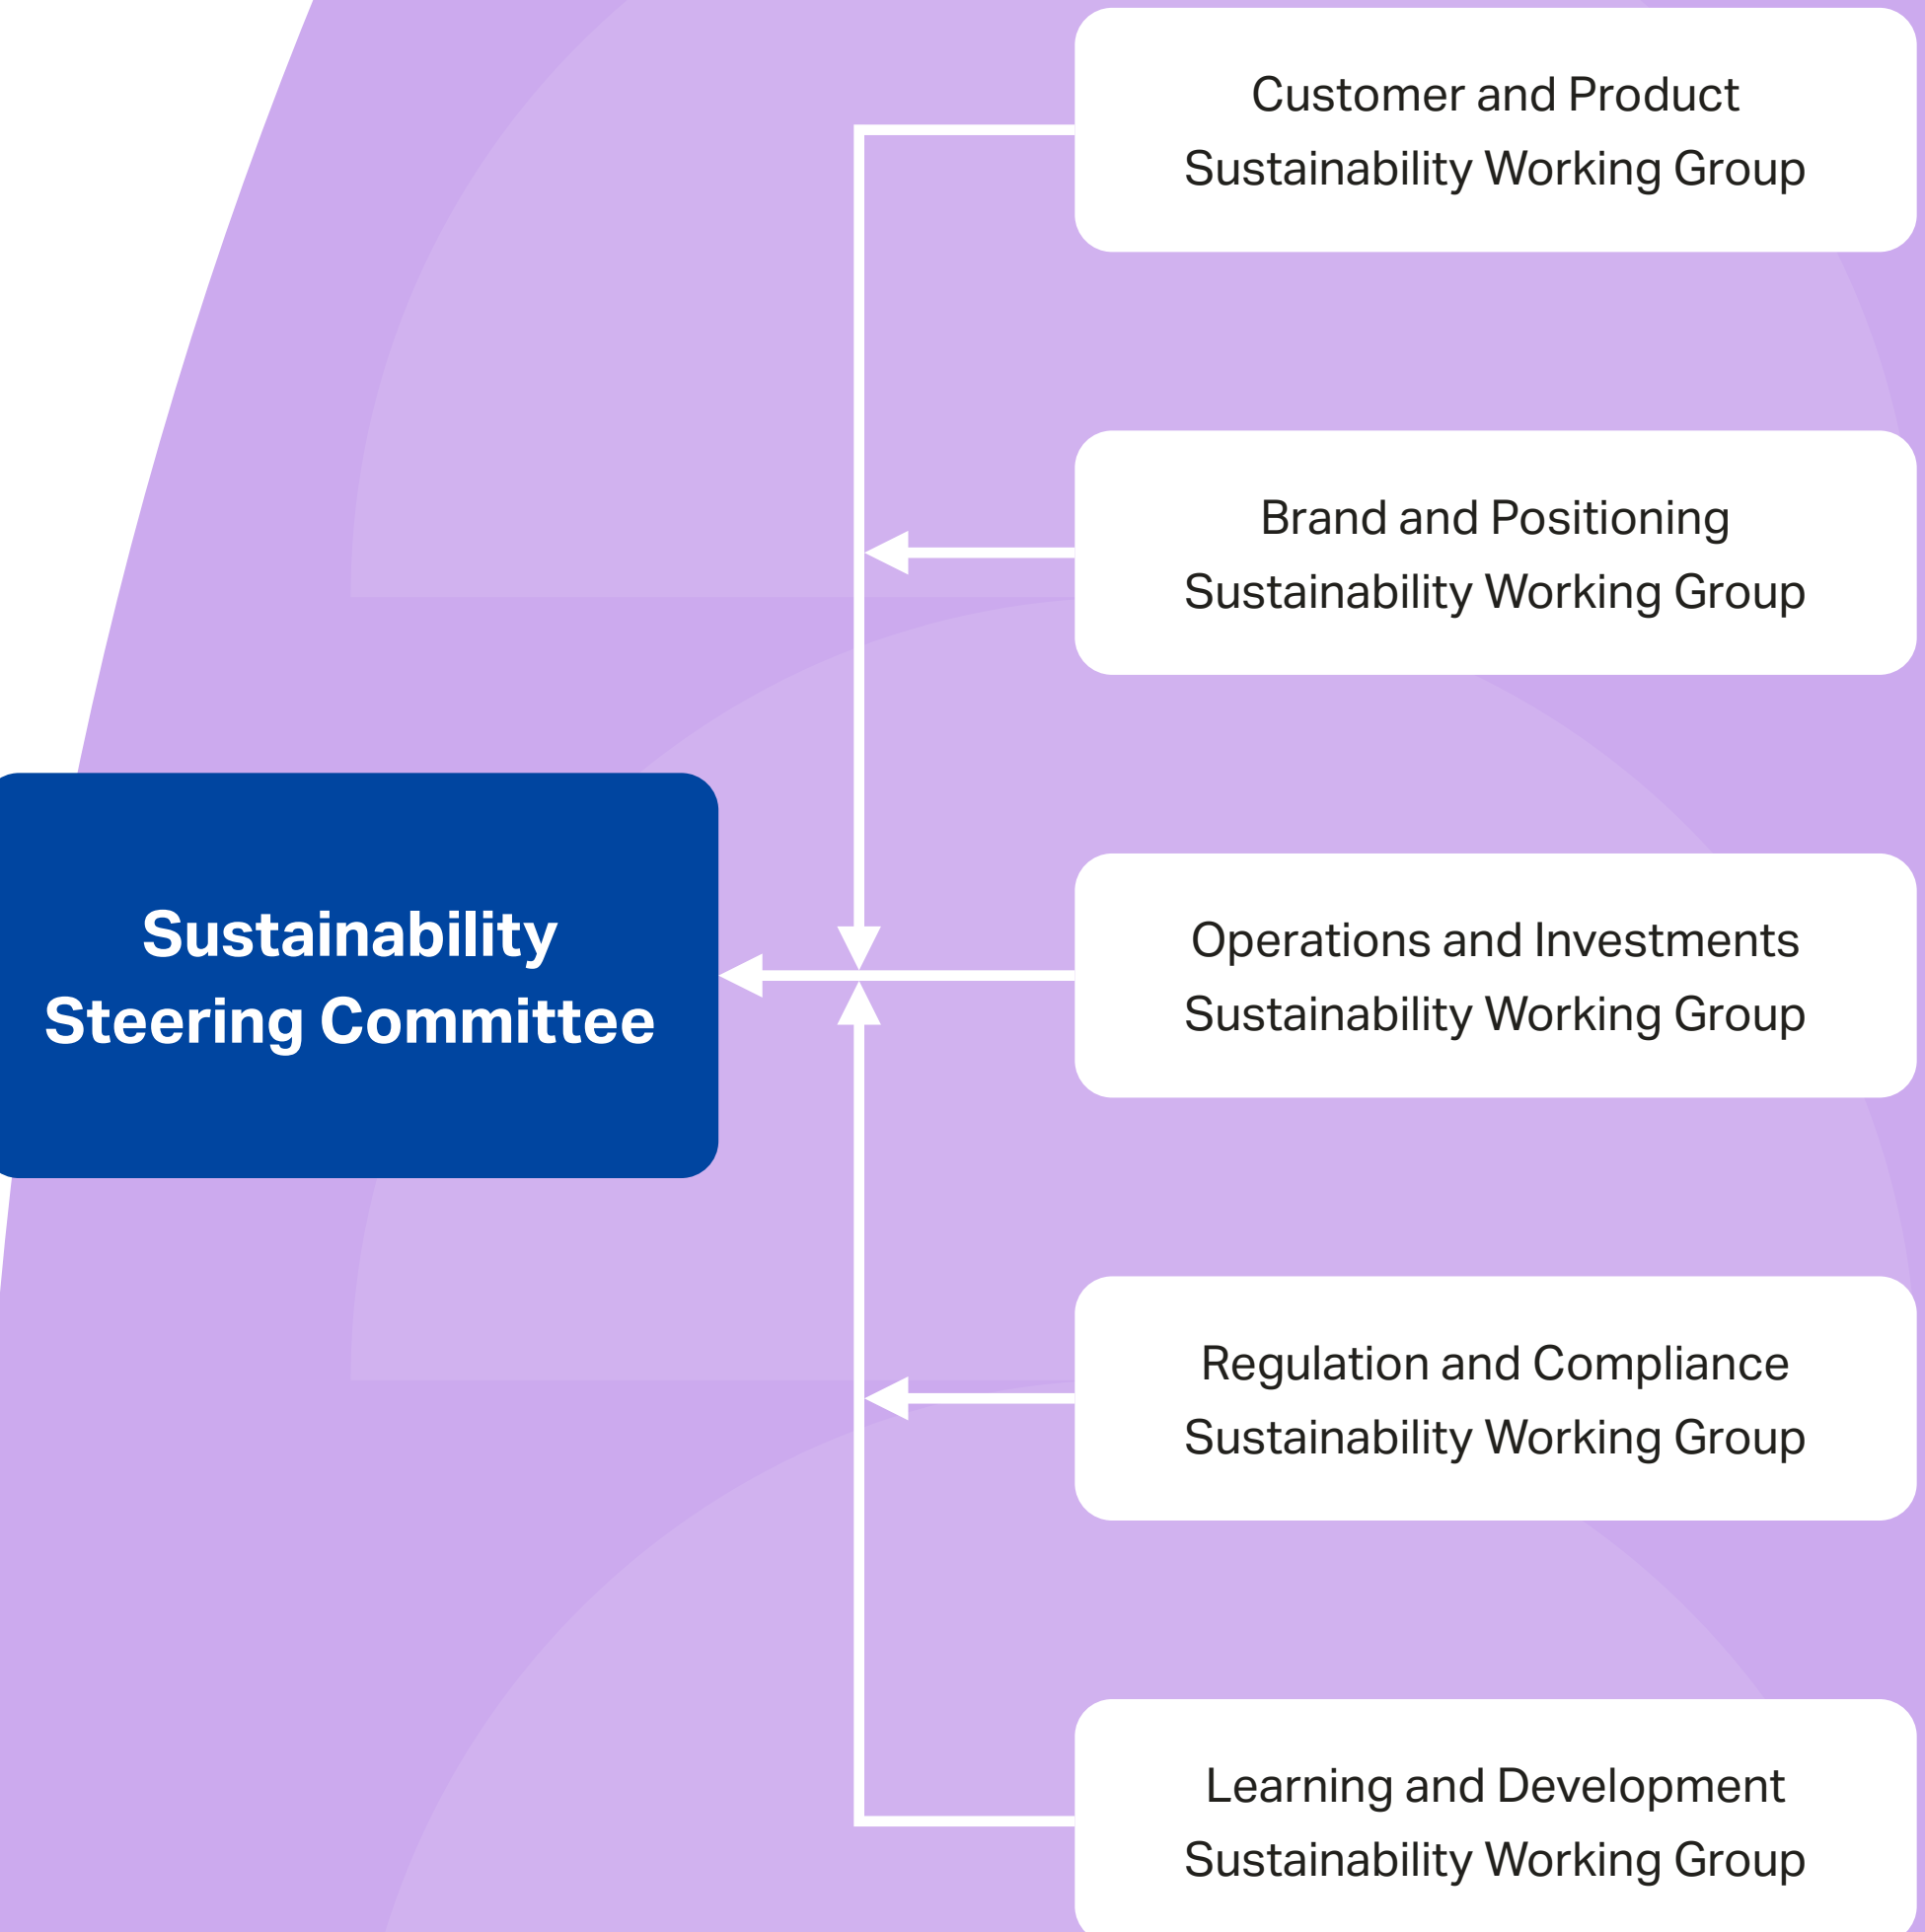 Customer and Product
Sustainability Working Group
Brand and Positioning
Sustainability Working Group
Sustainability
Steering Committee
Operations and Investments
Sustainability Working Group
Regulation and Compliance
Sustainability Working Group
Learning and Development
Sustainability Working Group